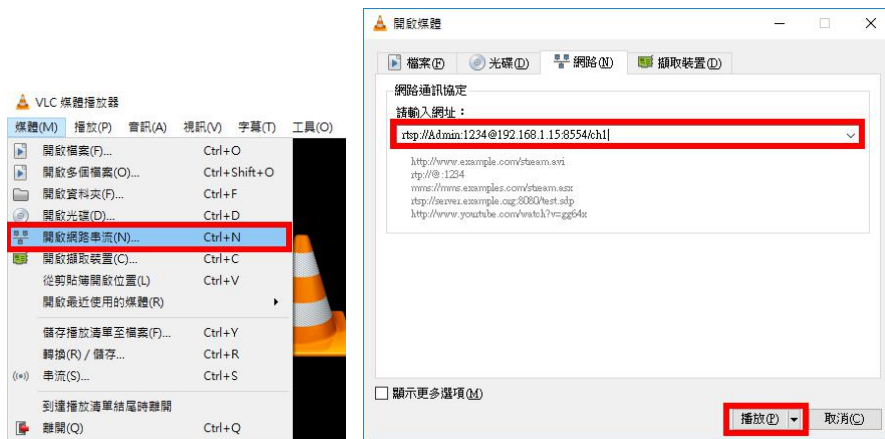 VLC 媒體播放器
媒體(M) 播放(P) 音訊(A) 視訊(V) 字幕(T) 工具(O)
開啟檔案(F)... Ctrl+O
開啟多個檔案(O)... Ctrl+Shift+O
開啟資料夾(F)... Ctrl+F
開啟光碟(D)... Ctrl+D
開啟網路串流(N)... Ctrl+N
開啟擷取裝置(C)... Ctrl+C
從剪貼簿開啟位置(L) Ctrl+V
開啟最近使用的媒體(R)
儲存播放清單至檔案(F)... Ctrl+Y
轉換(R) / 儲存... Ctrl+R
串流(S)... Ctrl+S
到達播放清單結尾時離開
離開(Q) Ctrl+Q
開啟媒體
檔案(F) 光碟(D) 網路(N) 擷取裝置(D)
網路通訊協定
請輸入網址：
rtsp://Admin:1234@192.168.1.15:8554/ch1
http://www.example.com/stream.avi
rtp://@:1234
mms://mms.examples.com/stream.asx
rtsp://server.example.org:8080/test.sdp
http://www.yourtube.com/watch?v=gg64x
顯示更多選項(M)
播放(P) 取消(C)